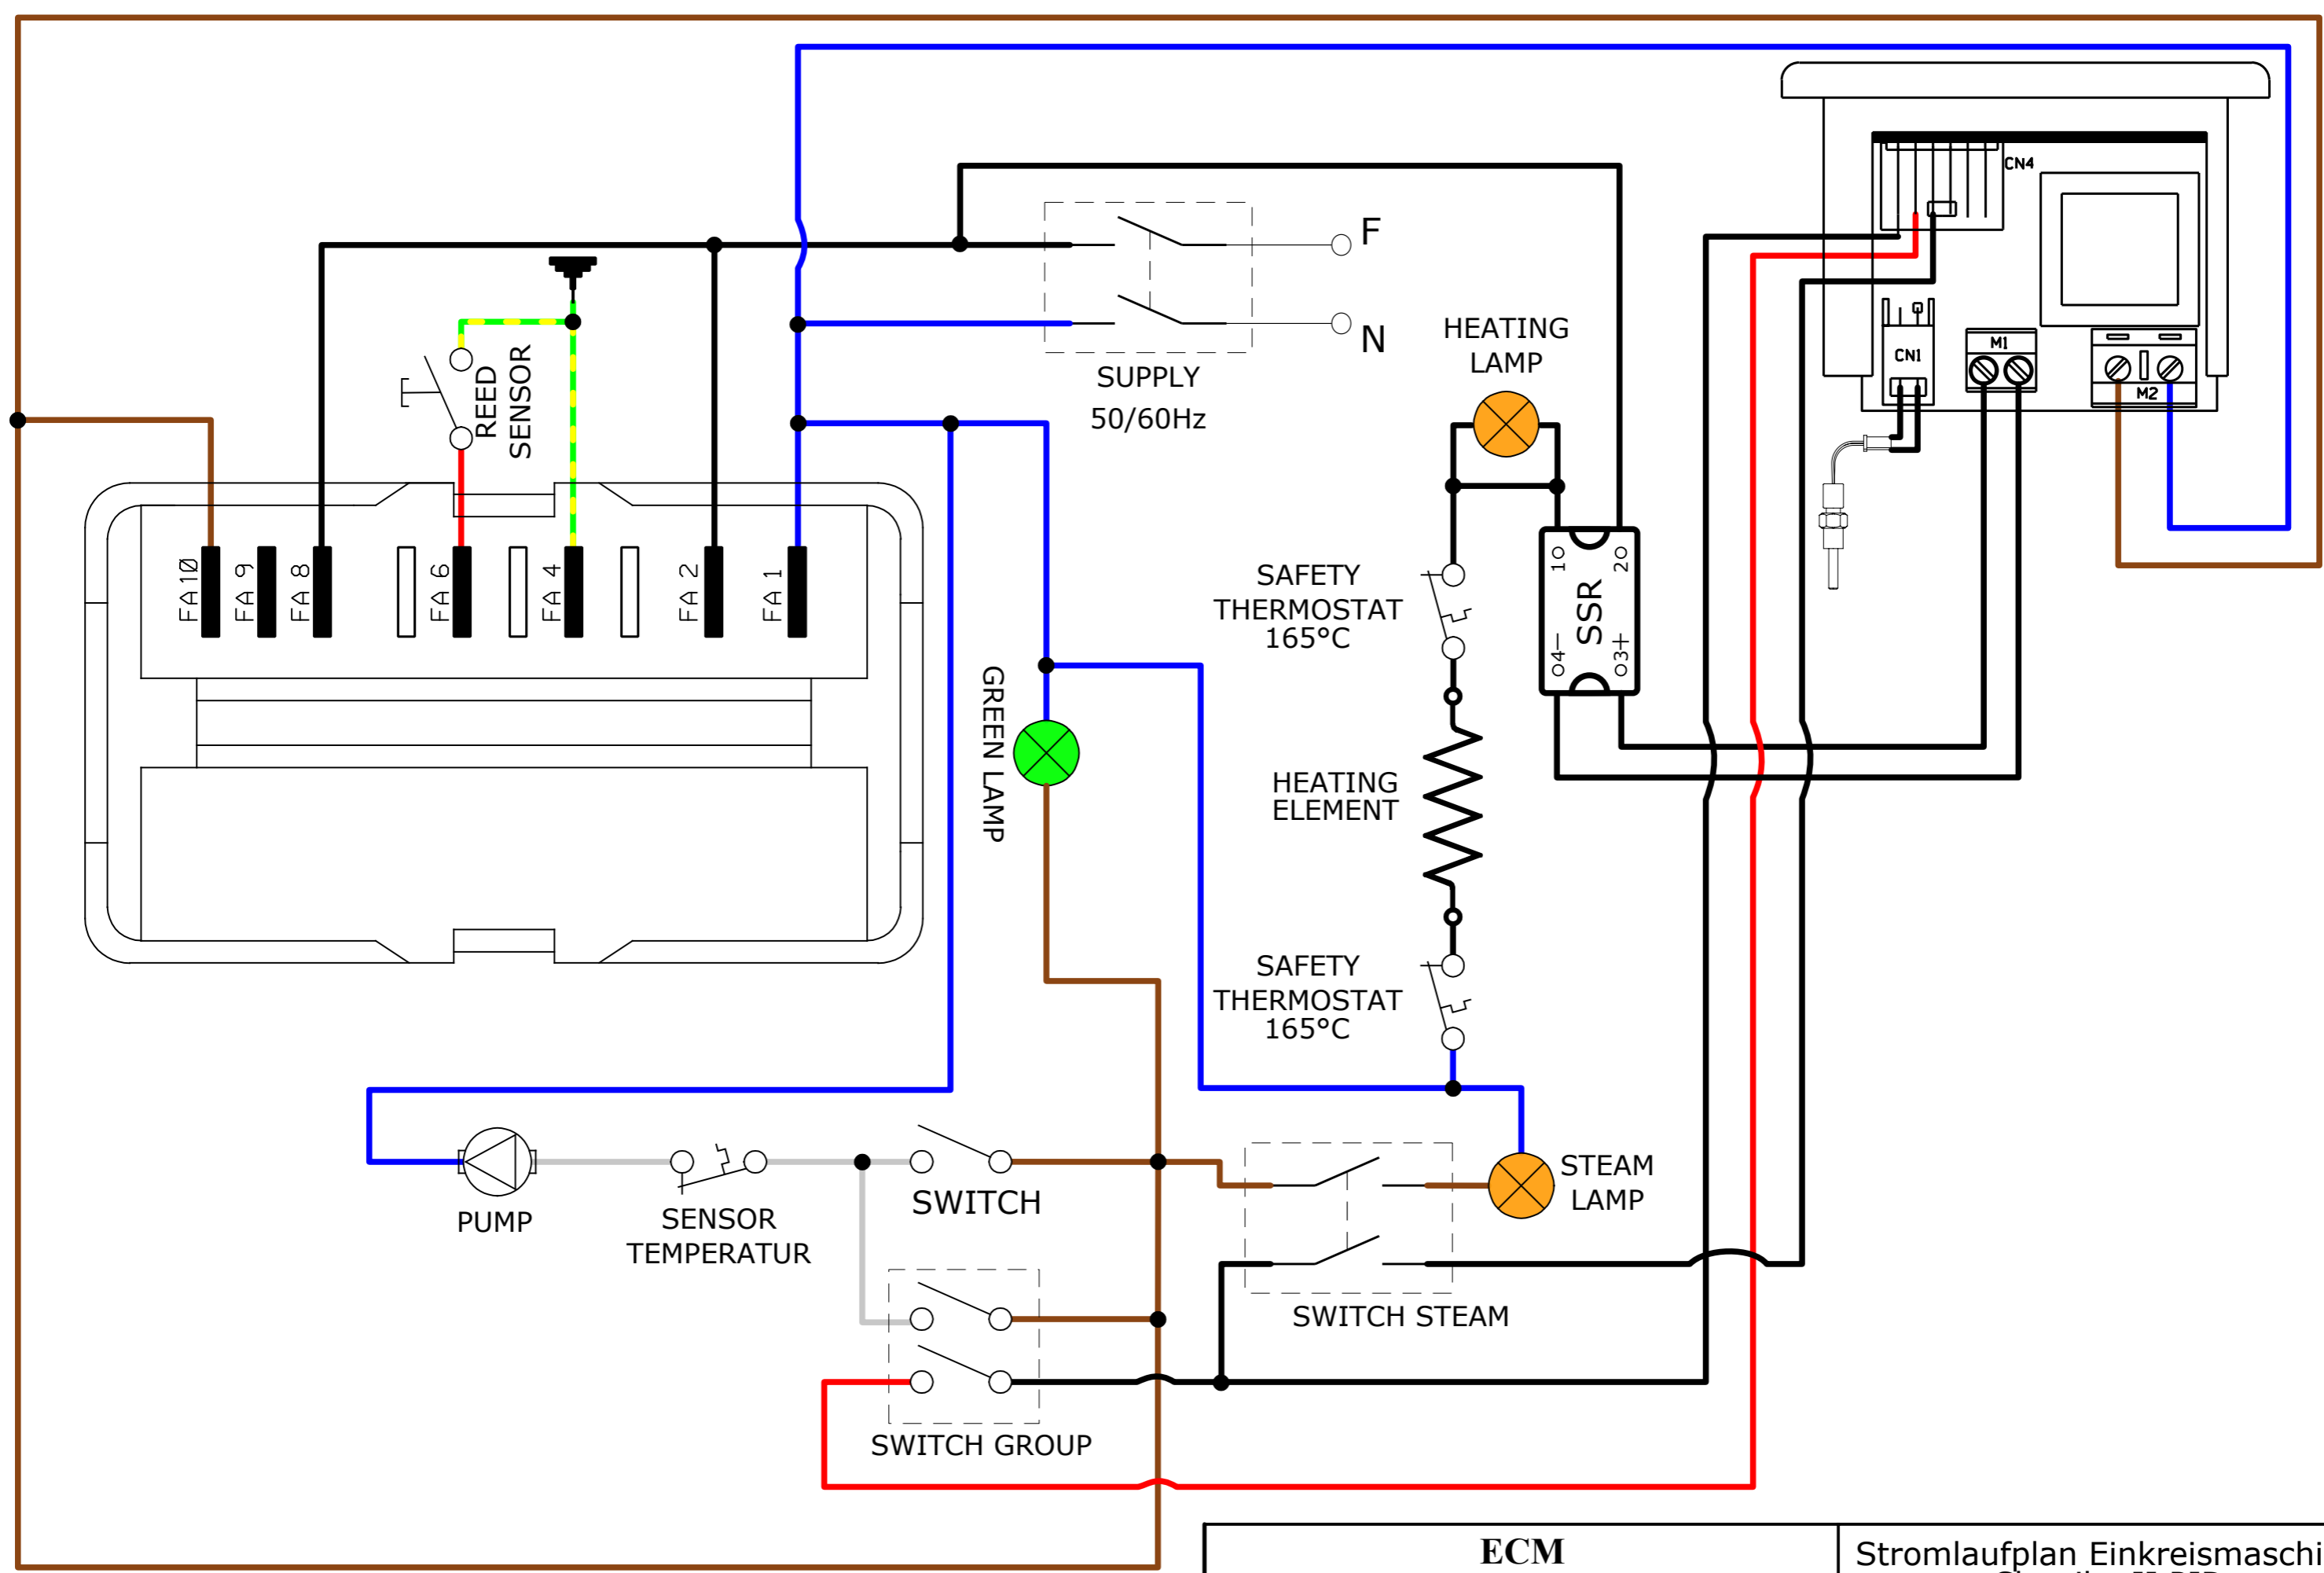 CN4
F
N
SUPPLY
50/60Hz
HEATING
LAMP
REED
SENSOR
CN1
M1
M2
FA 10
FA 9
FA 8
FA 6
FA 4
FA 2
FA 1
SAFETY
THERMOSTAT
165°C
1
2
SSR
4-
3+
GREEN LAMP
HEATING
ELEMENT
SAFETY
THERMOSTAT
165°C
PUMP
SENSOR
TEMPERATUR
SWITCH
STEAM
LAMP
SWITCH STEAM
SWITCH GROUP
ECM
Stromlaufplan Einkreismaschi